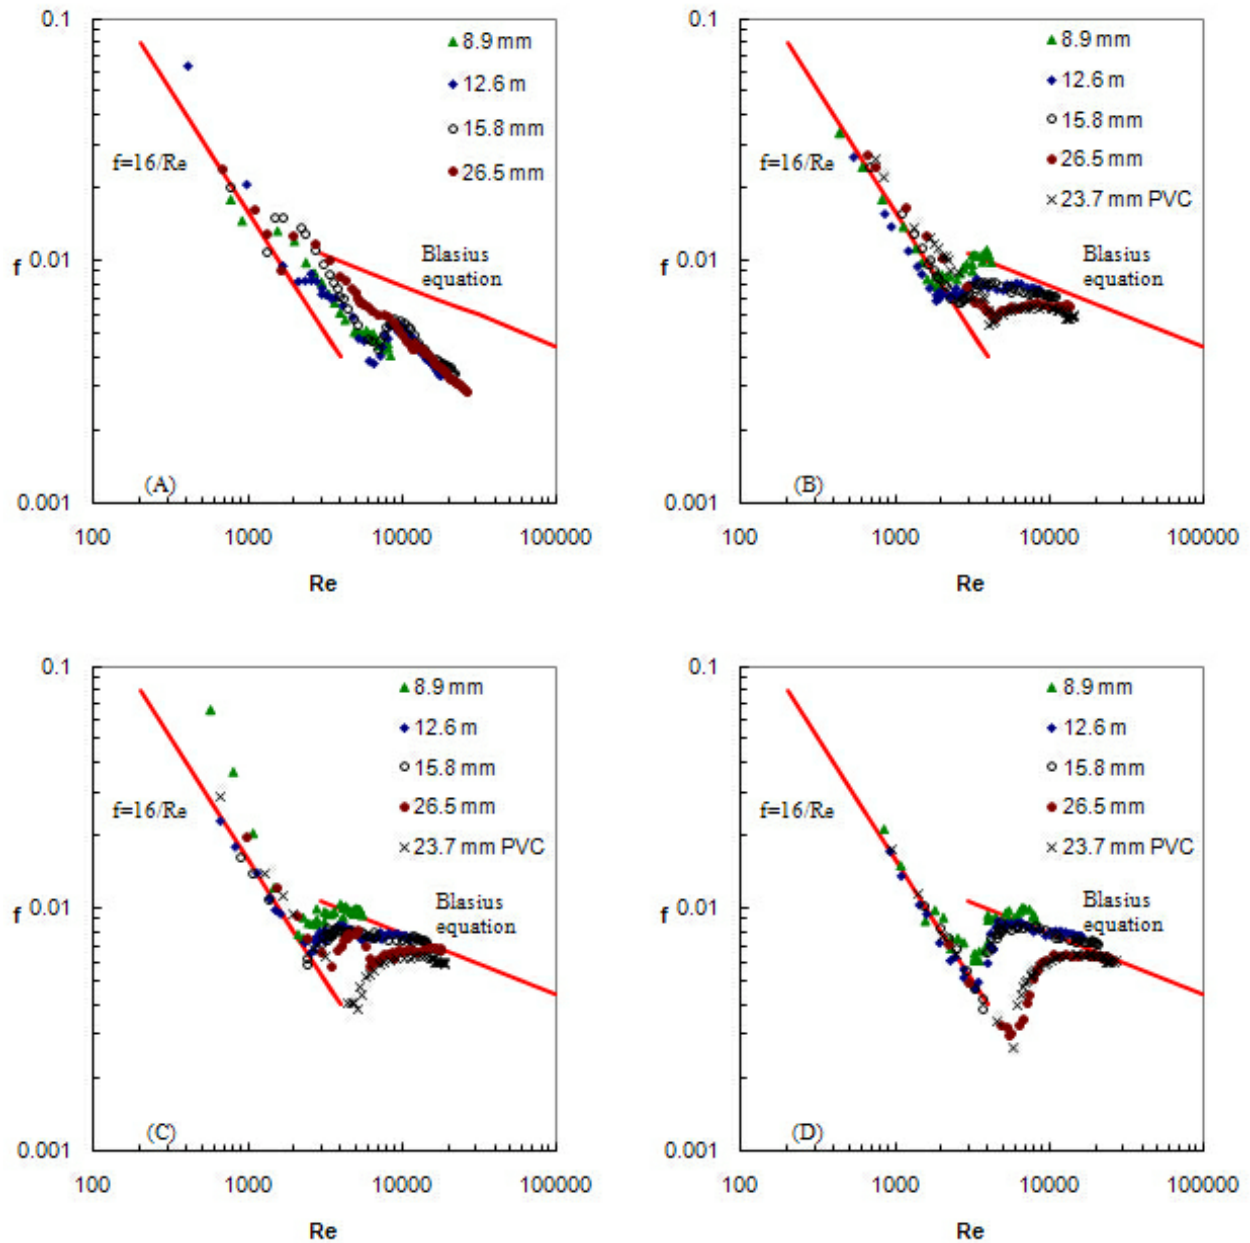 0.1
8.9 mm
12.6 m
15.8 mm
26.5 mm
f=16/Re
Blasius
equation
f
0.01
0.001
(A)
100
1000
10000
100000
Re
0.1
8.9 mm
12.6 m
15.8 mm
26.5 mm
23.7 mm PVC
f=16/Re
Blasius
equation
f
0.01
0.001
(B)
100
1000
10000
100000
Re
0.1
8.9 mm
12.6 m
15.8 mm
26.5 mm
23.7 mm PVC
f=16/Re
Blasius
equation
f
0.01
0.001
(C)
100
1000
10000
100000
Re
0.1
8.9 mm
12.6 m
15.8 mm
26.5 mm
23.7 mm PVC
f=16/Re
Blasius
equation
f
0.01
0.001
(D)
100
1000
10000
100000
Re